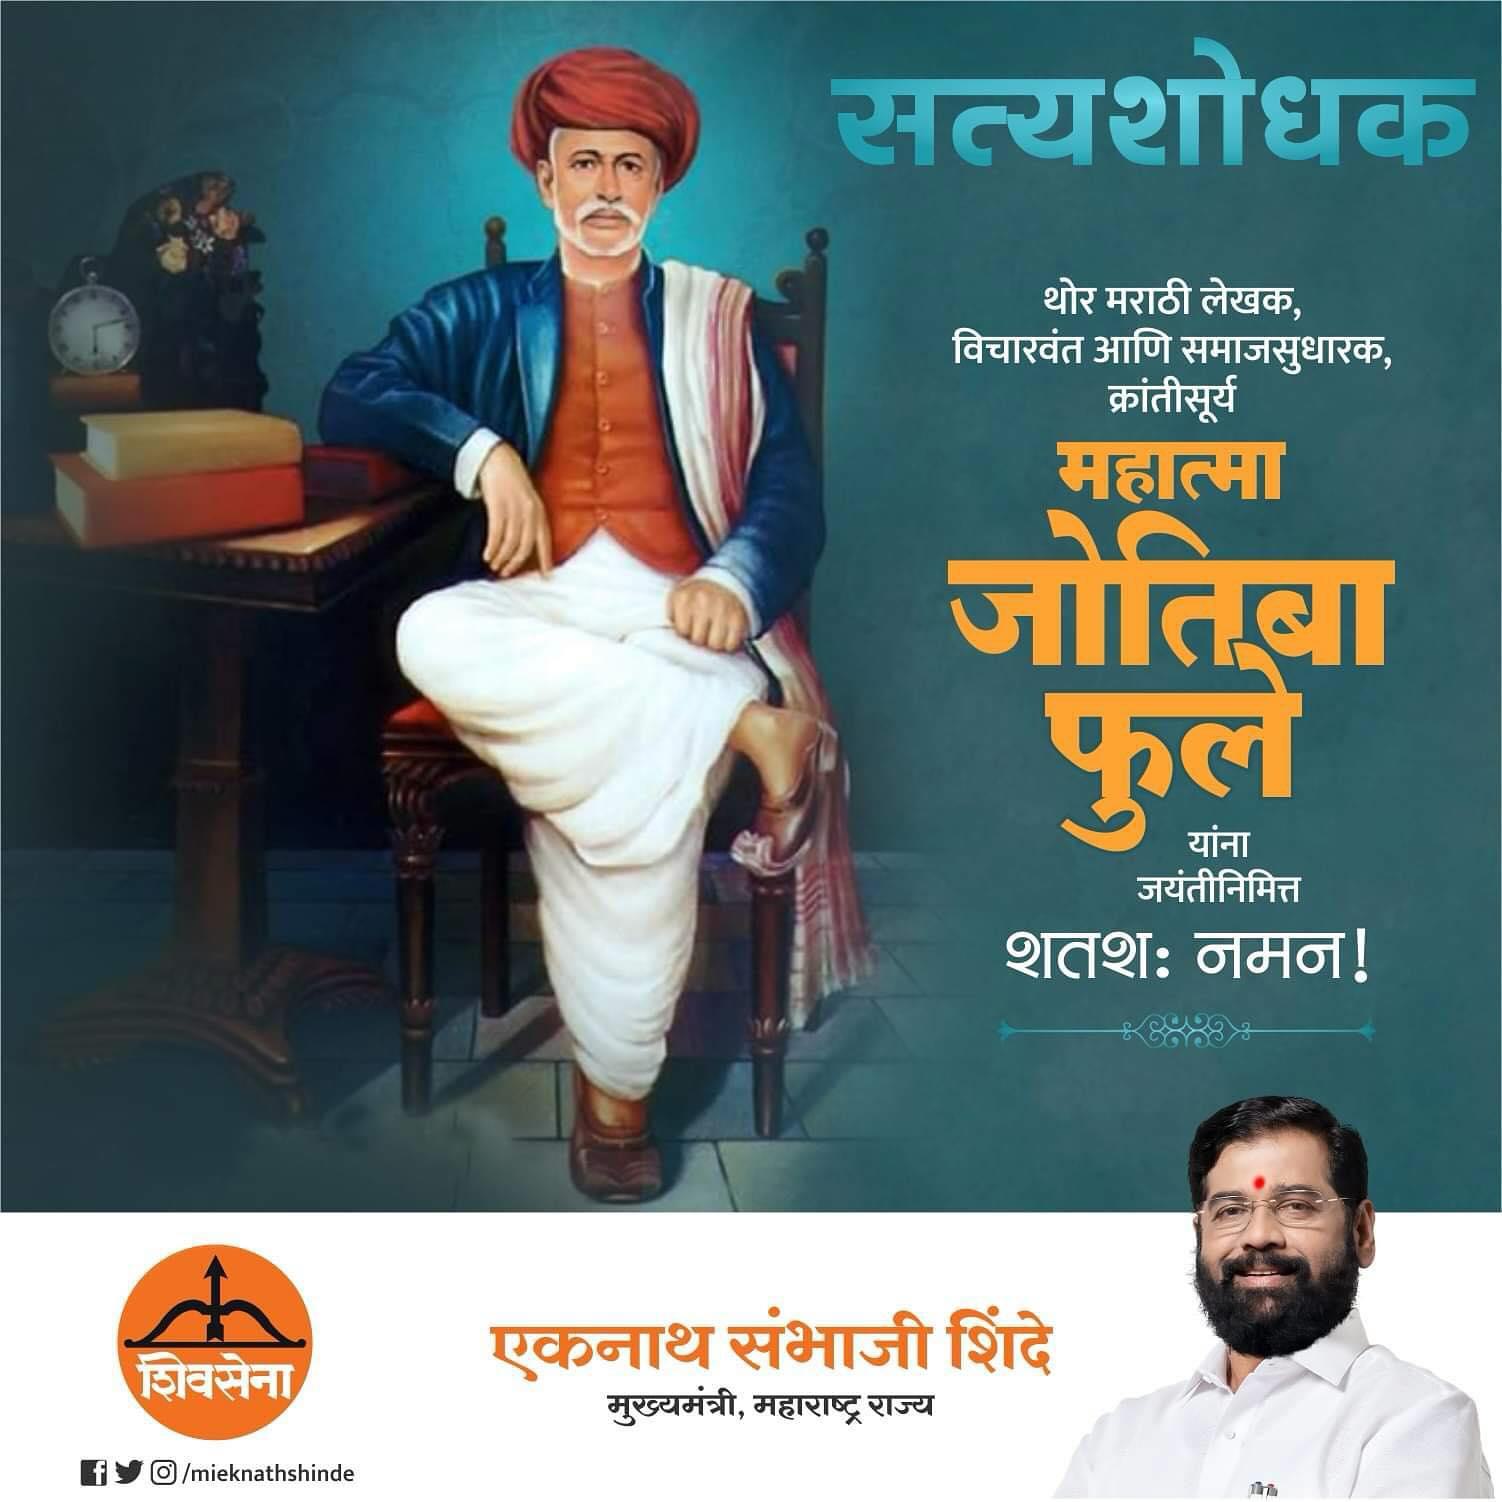 सत्यशोधक
थोर मराठी लेखक,
विचारवंत आणि समाजसुधारक,
क्रांतीसूर्य
महात्मा
जोतिबा
फुले
यांना
जयंतीनिमित्त
शतश: नमन!
शिवसेना
एकनाथ संभाजी शिंदे
मुख्यमंत्री, महाराष्ट्र राज्य
/mieknathshinde